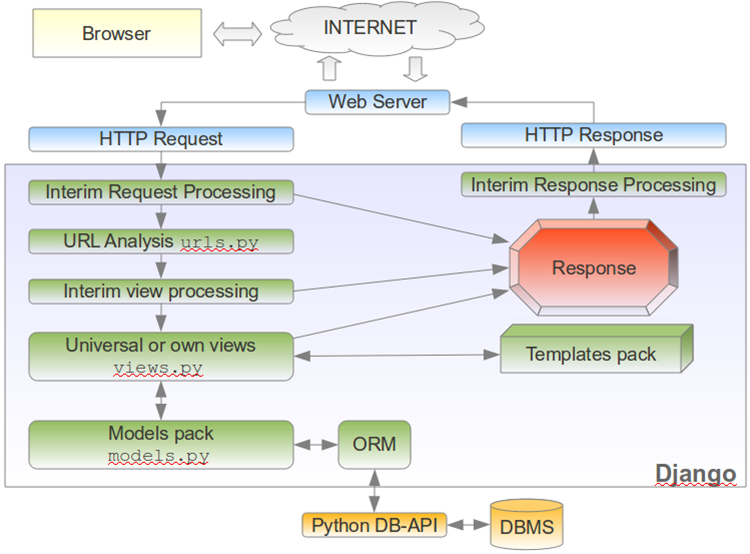 Browser
INTERNET
Web Server
HTTP Request
HTTP Response
Interim Request Processing
Interim Response Processing
URL Analysis urls.py
Response
Interim view processing
Universal or own views
views.py
Templates pack
Models pack
models.py
ORM
Django
Python DB-API
DBMS